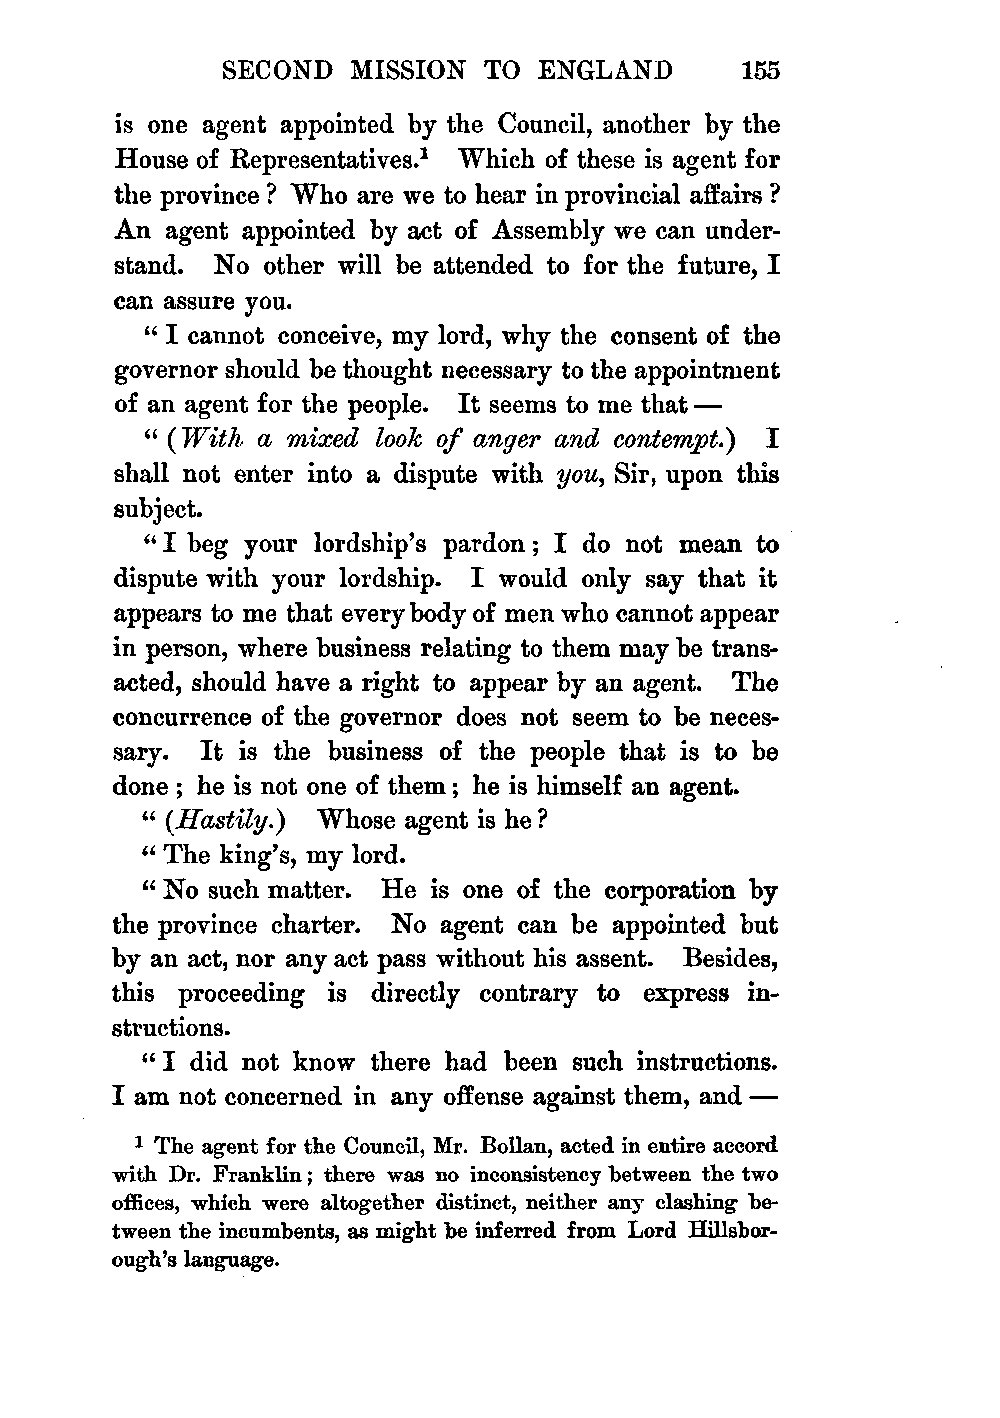 SECOND MISSION TO ENGLAND 155
is one agent appointed by the Council, another by the
House of Representatives.¹ Which of these is agent for
the province ? Who are we to hear in provincial affairs ?
An agent appointed by act of Assembly we can under-
stand. No other will be attended to for the future, I
can assure you.
“ I cannot conceive, my lord, why the consent of the
governor should be thought necessary to the appointment
of an agent for the people. It seems to me that —
“ (With a mixed look of anger and contempt.) I
shall not enter into a dispute with you, Sir, upon this
subject.
“ I beg your lordship's pardon ; I do not mean to
dispute with your lordship. I would only say that it
appears to me that every body of men who cannot appear
in person, where business relating to them may be trans-
acted, should have a right to appear by an agent. The
concurrence of the governor does not seem to be neces-
sary. It is the business of the people that is to be
done ; he is not one of them ; he is himself an agent.
“ (Hastily.) Whose agent is he ?
“ The king's, my lord.
“ No such matter. He is one of the corporation by
the province charter. No agent can be appointed but
by an act, nor any act pass without his assent. Besides,
this proceeding is directly contrary to express in-
structions.
“ I did not know there had been such instructions.
I am not concerned in any offense against them, and —
¹ The agent for the Council, Mr. Bollan, acted in entire accord
with Dr. Franklin ; there was no inconsistency between the two
offices, which were altogether distinct, neither any clashing be-
tween the incumbents, as might be inferred from Lord Hillsbor-
ough's language.